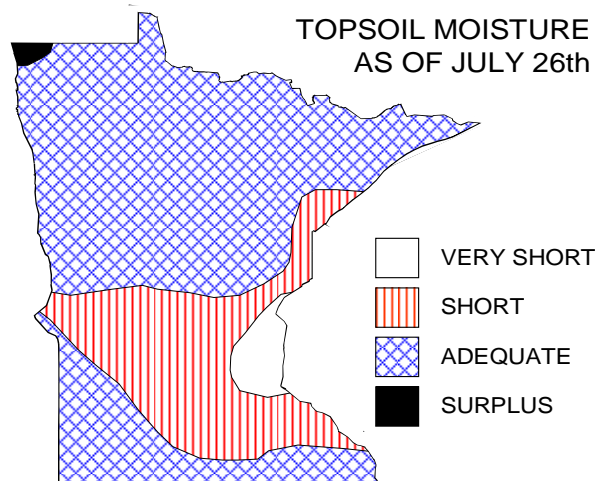 TOPSOIL MOISTURE
AS OF JULY 26th
VERY SHORT
SHORT
ADEQUATE
SURPLUS